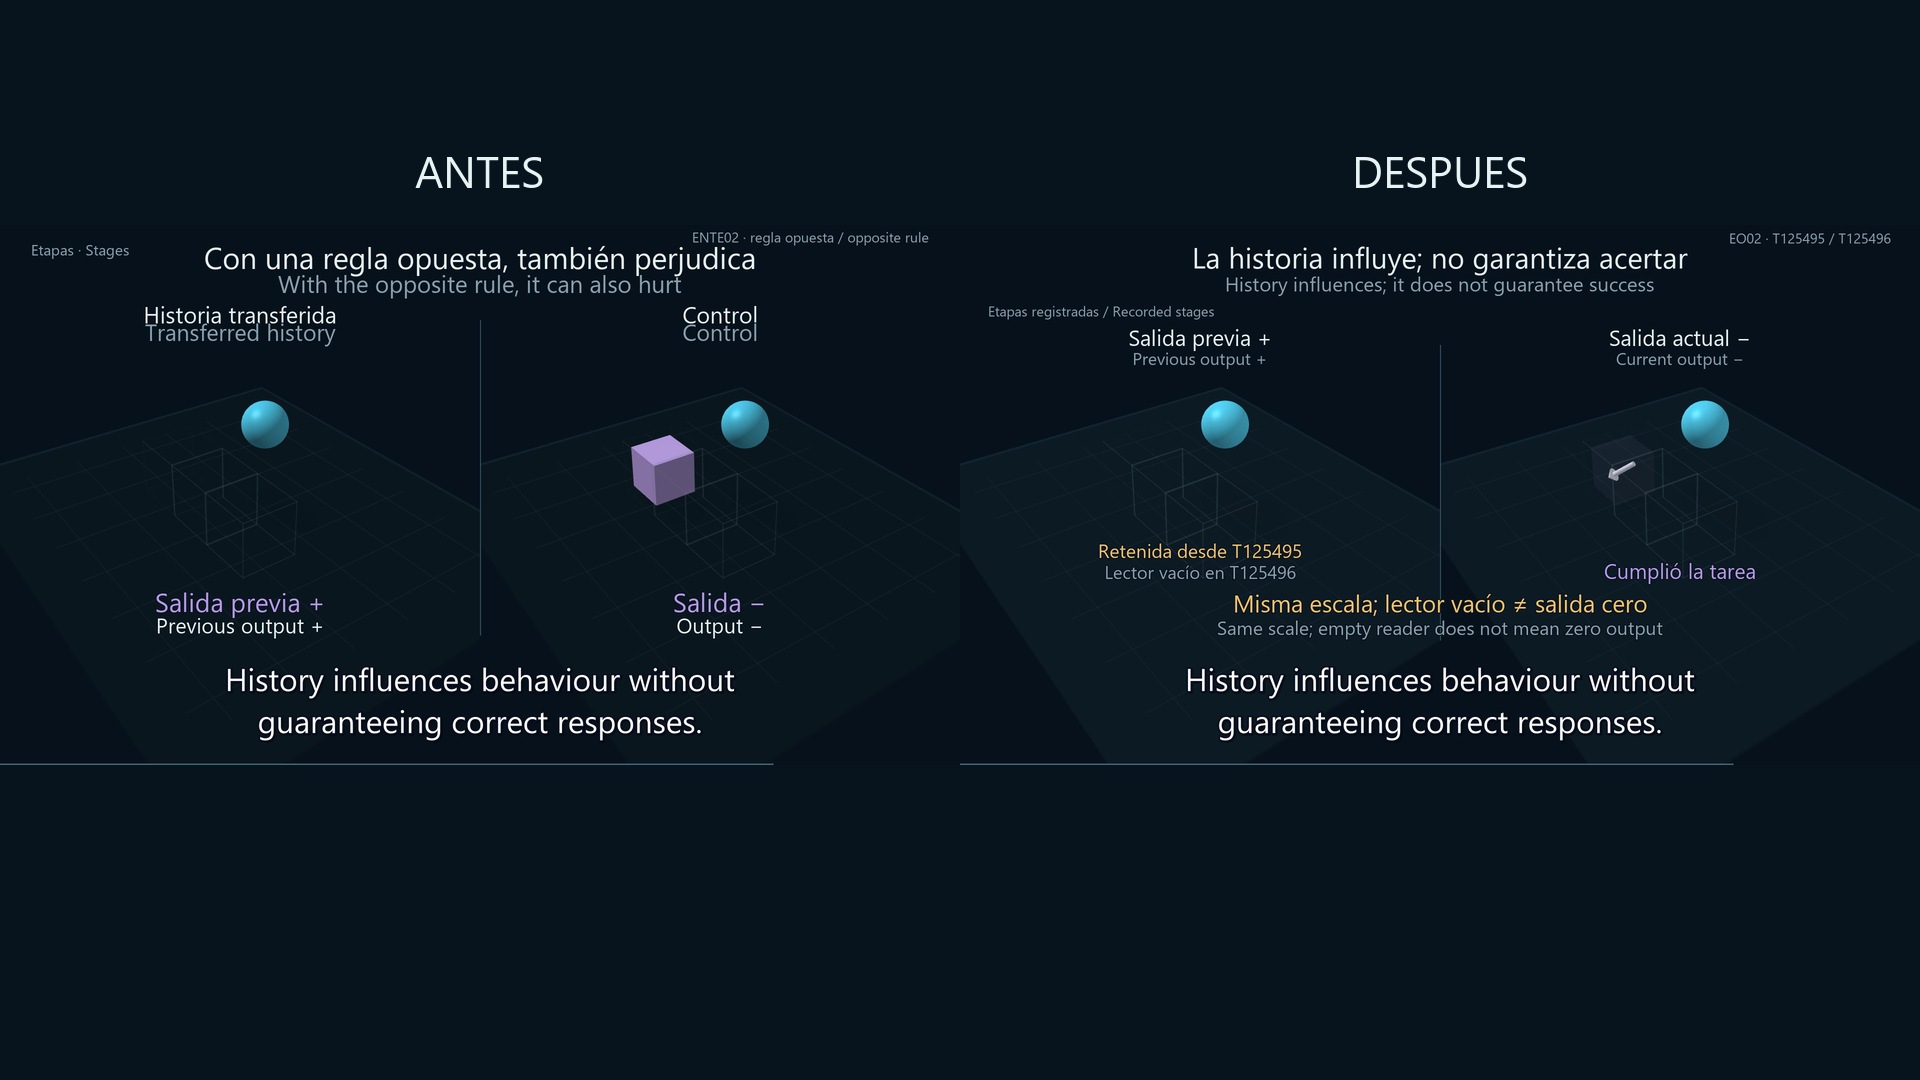 ANTES
Etapas · Stages
ENTE02 · regla opuesta / opposite rule
Con una regla opuesta, también perjudica
With the opposite rule, it can also hurt
Historia transferida
Transferred history
Control
Control
Salida previa +
Previous output +
Salida −
Output −
History influences behaviour without
guaranteeing correct responses.
DESPUES
EO02 · T125495 / T125496
La historia influye; no garantiza acertar
History influences; it does not guarantee success
Etapas registradas / Recorded stages
Salida previa +
Previous output +
Salida actual −
Current output −
Retenida desde T125495
Lector vacío en T125496
Cumplió la tarea
Misma escala; lector vacío ≠ salida cero
Same scale; empty reader does not mean zero output
History influences behaviour without
guaranteeing correct responses.